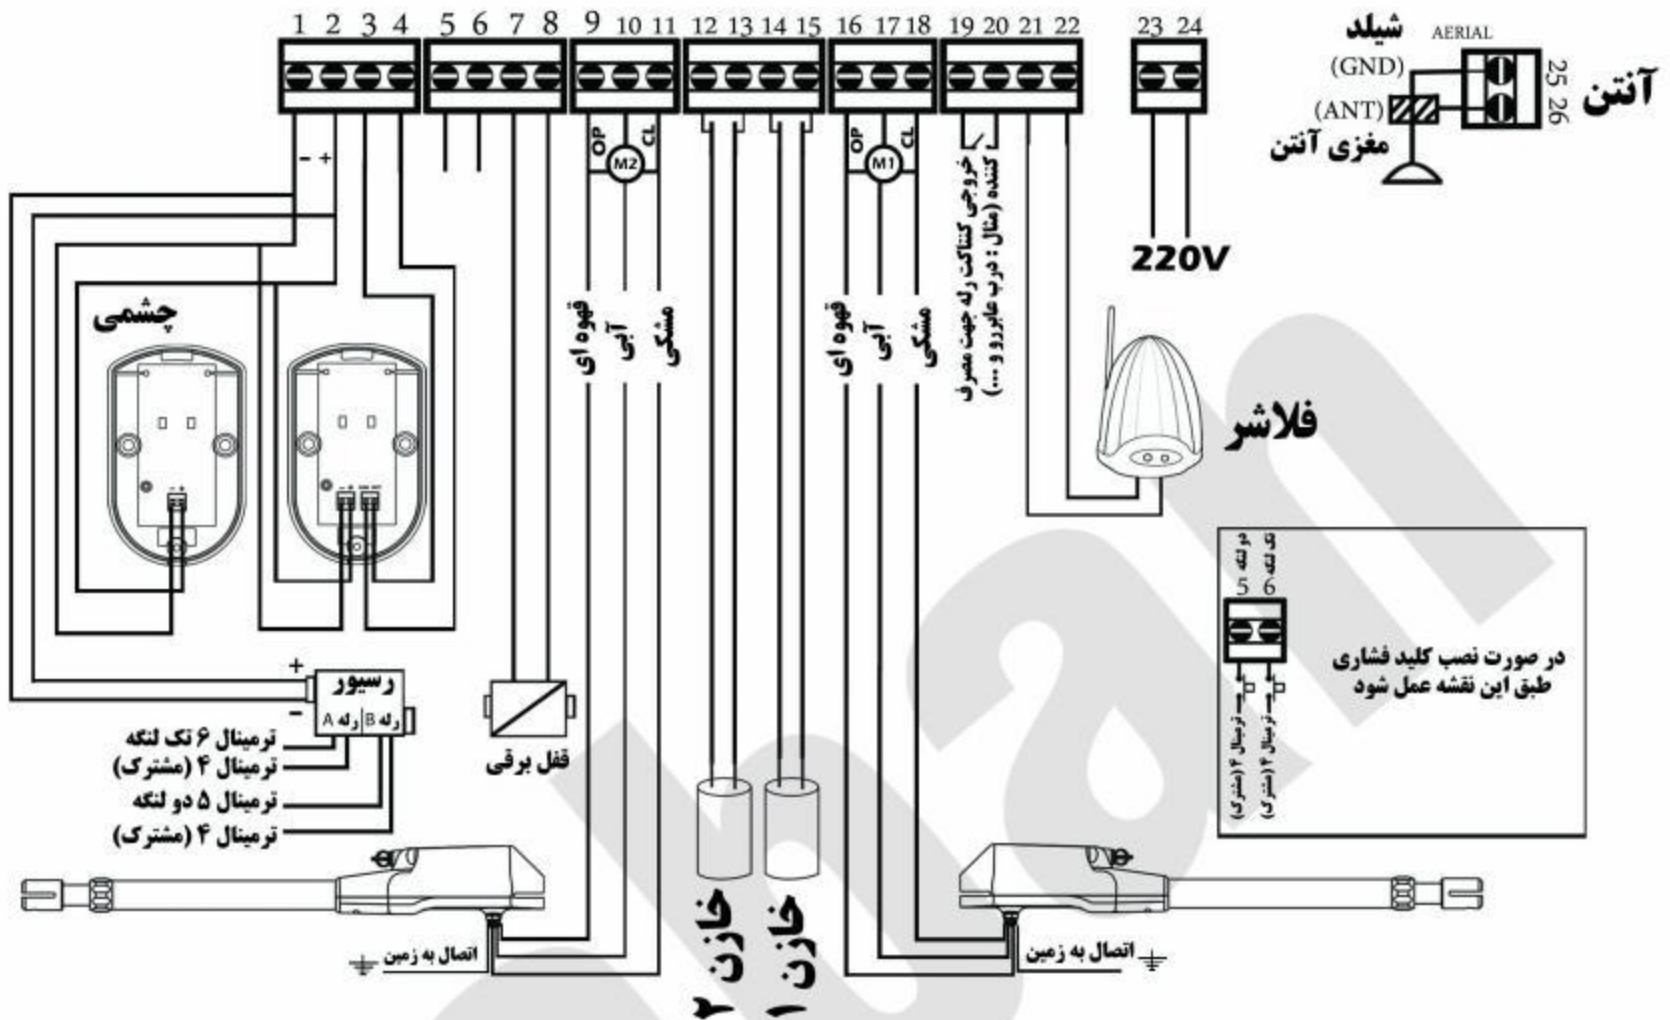 1 2 3 4 5 6 7 8 9 10 11 12 13 14 15 16 17 18 19 20 21 22 23 24
شیلد
AERIAL
(GND)
(ANT)
25 26
آنتن
مغزی آنتن
- +
OP
M2
CL
OP
M1
CL
خروجی کنتاکت رله جهت مصرف
کننده (مثال : درب عابررو و ...)
220V
چشمی
قهوه ای
آبی
مشکی
قهوه ای
آبی
مشکی
فلاشر
- +
دو لنگه
تک لنگه
5 6
در صورت نصب کلید فشاری
طبق این نقشه عمل شود
ترمینال ۴ (مشترک)
ترمینال ۴ (مشترک)
+
-
رسیور
رله A
رله B
ترمینال ۶ تک لنگه
ترمینال ۴ (مشترک)
ترمینال ۵ دو لنگه
ترمینال ۴ (مشترک)
قفل برقی
خازن ۲
خازن ۱
اتصال به زمین
اتصال به زمین